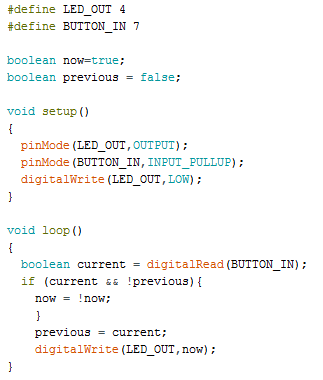 #define LED_OUT 4
#define BUTTON_IN 7
boolean now=true;
boolean previous = false;
void setup()
{
pinMode(LED_OUT,OUTPUT);
pinMode(BUTTON_IN,INPUT_PULLUP);
digitalWrite(LED_OUT,LOW);
}
void loop()
{
boolean current = digitalRead(BUTTON_IN);
if (current && !previous){
now = !now;
}
previous = current;
digitalWrite(LED_OUT,now);
}